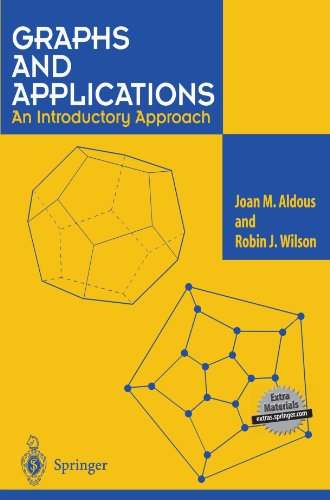 GRAPHS
AND
APPLICATIONS
An Introductory Approach
Joan M. Aldous
and
Robin J. Wilson
Extra
Materials
extras.springer.com
Springer